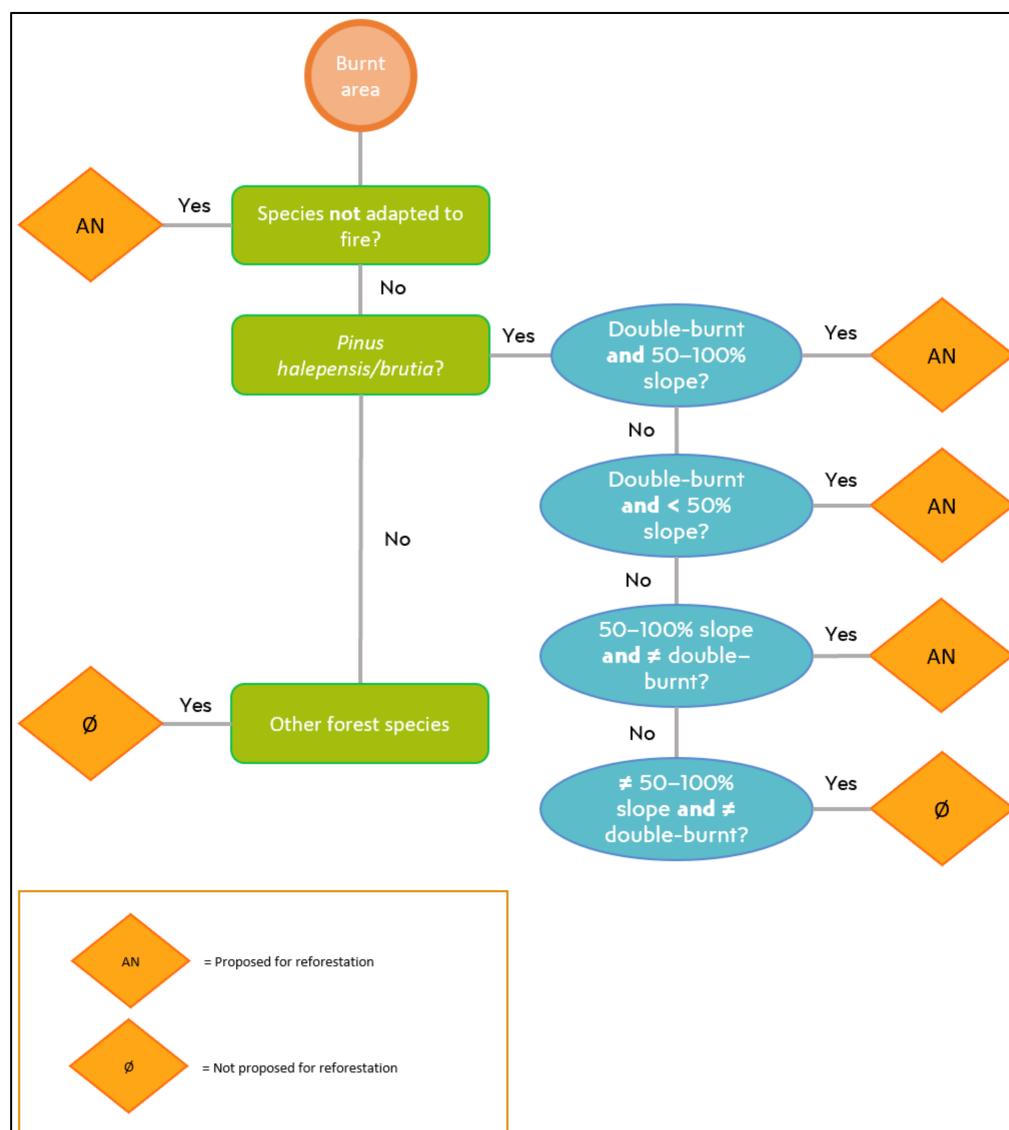 Burnt
area
AN
Yes
Species not adapted to
fire?
No
Pinus
halepensis/brutia?
Yes
Double-burnt
and 50–100%
slope?
Yes
AN
No
Double-burnt
and < 50%
slope?
Yes
AN
No
No
50–100% slope
and ≠ double–
burnt?
Yes
AN
Ø
Yes
Other forest species
No
≠ 50–100%
slope and ≠
double-burnt?
Yes
Ø
AN
= Proposed for reforestation
Ø
= Not proposed for reforestation